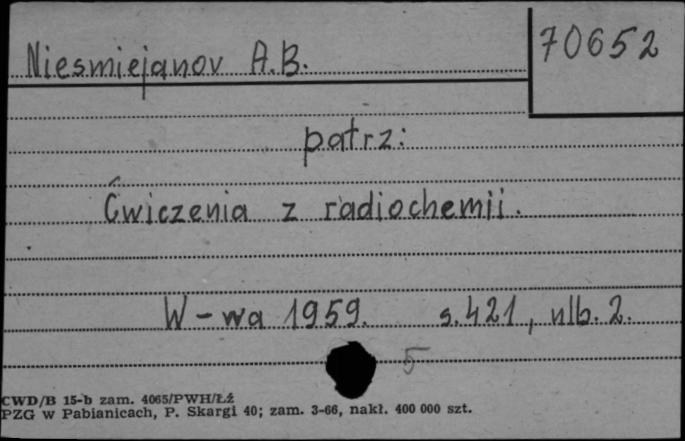 Niesmiejanov A.B.
70652
patrz:
Ćwiczenia z radiochemii.
W-wa 1959. s. 421, nlb. 2.
5
CWD/B 15-b zam. 4065/PWH/Łź
PZG w Pabianicach, P. Skargi 40; zam. 3-66, nakł. 400 000 szt.